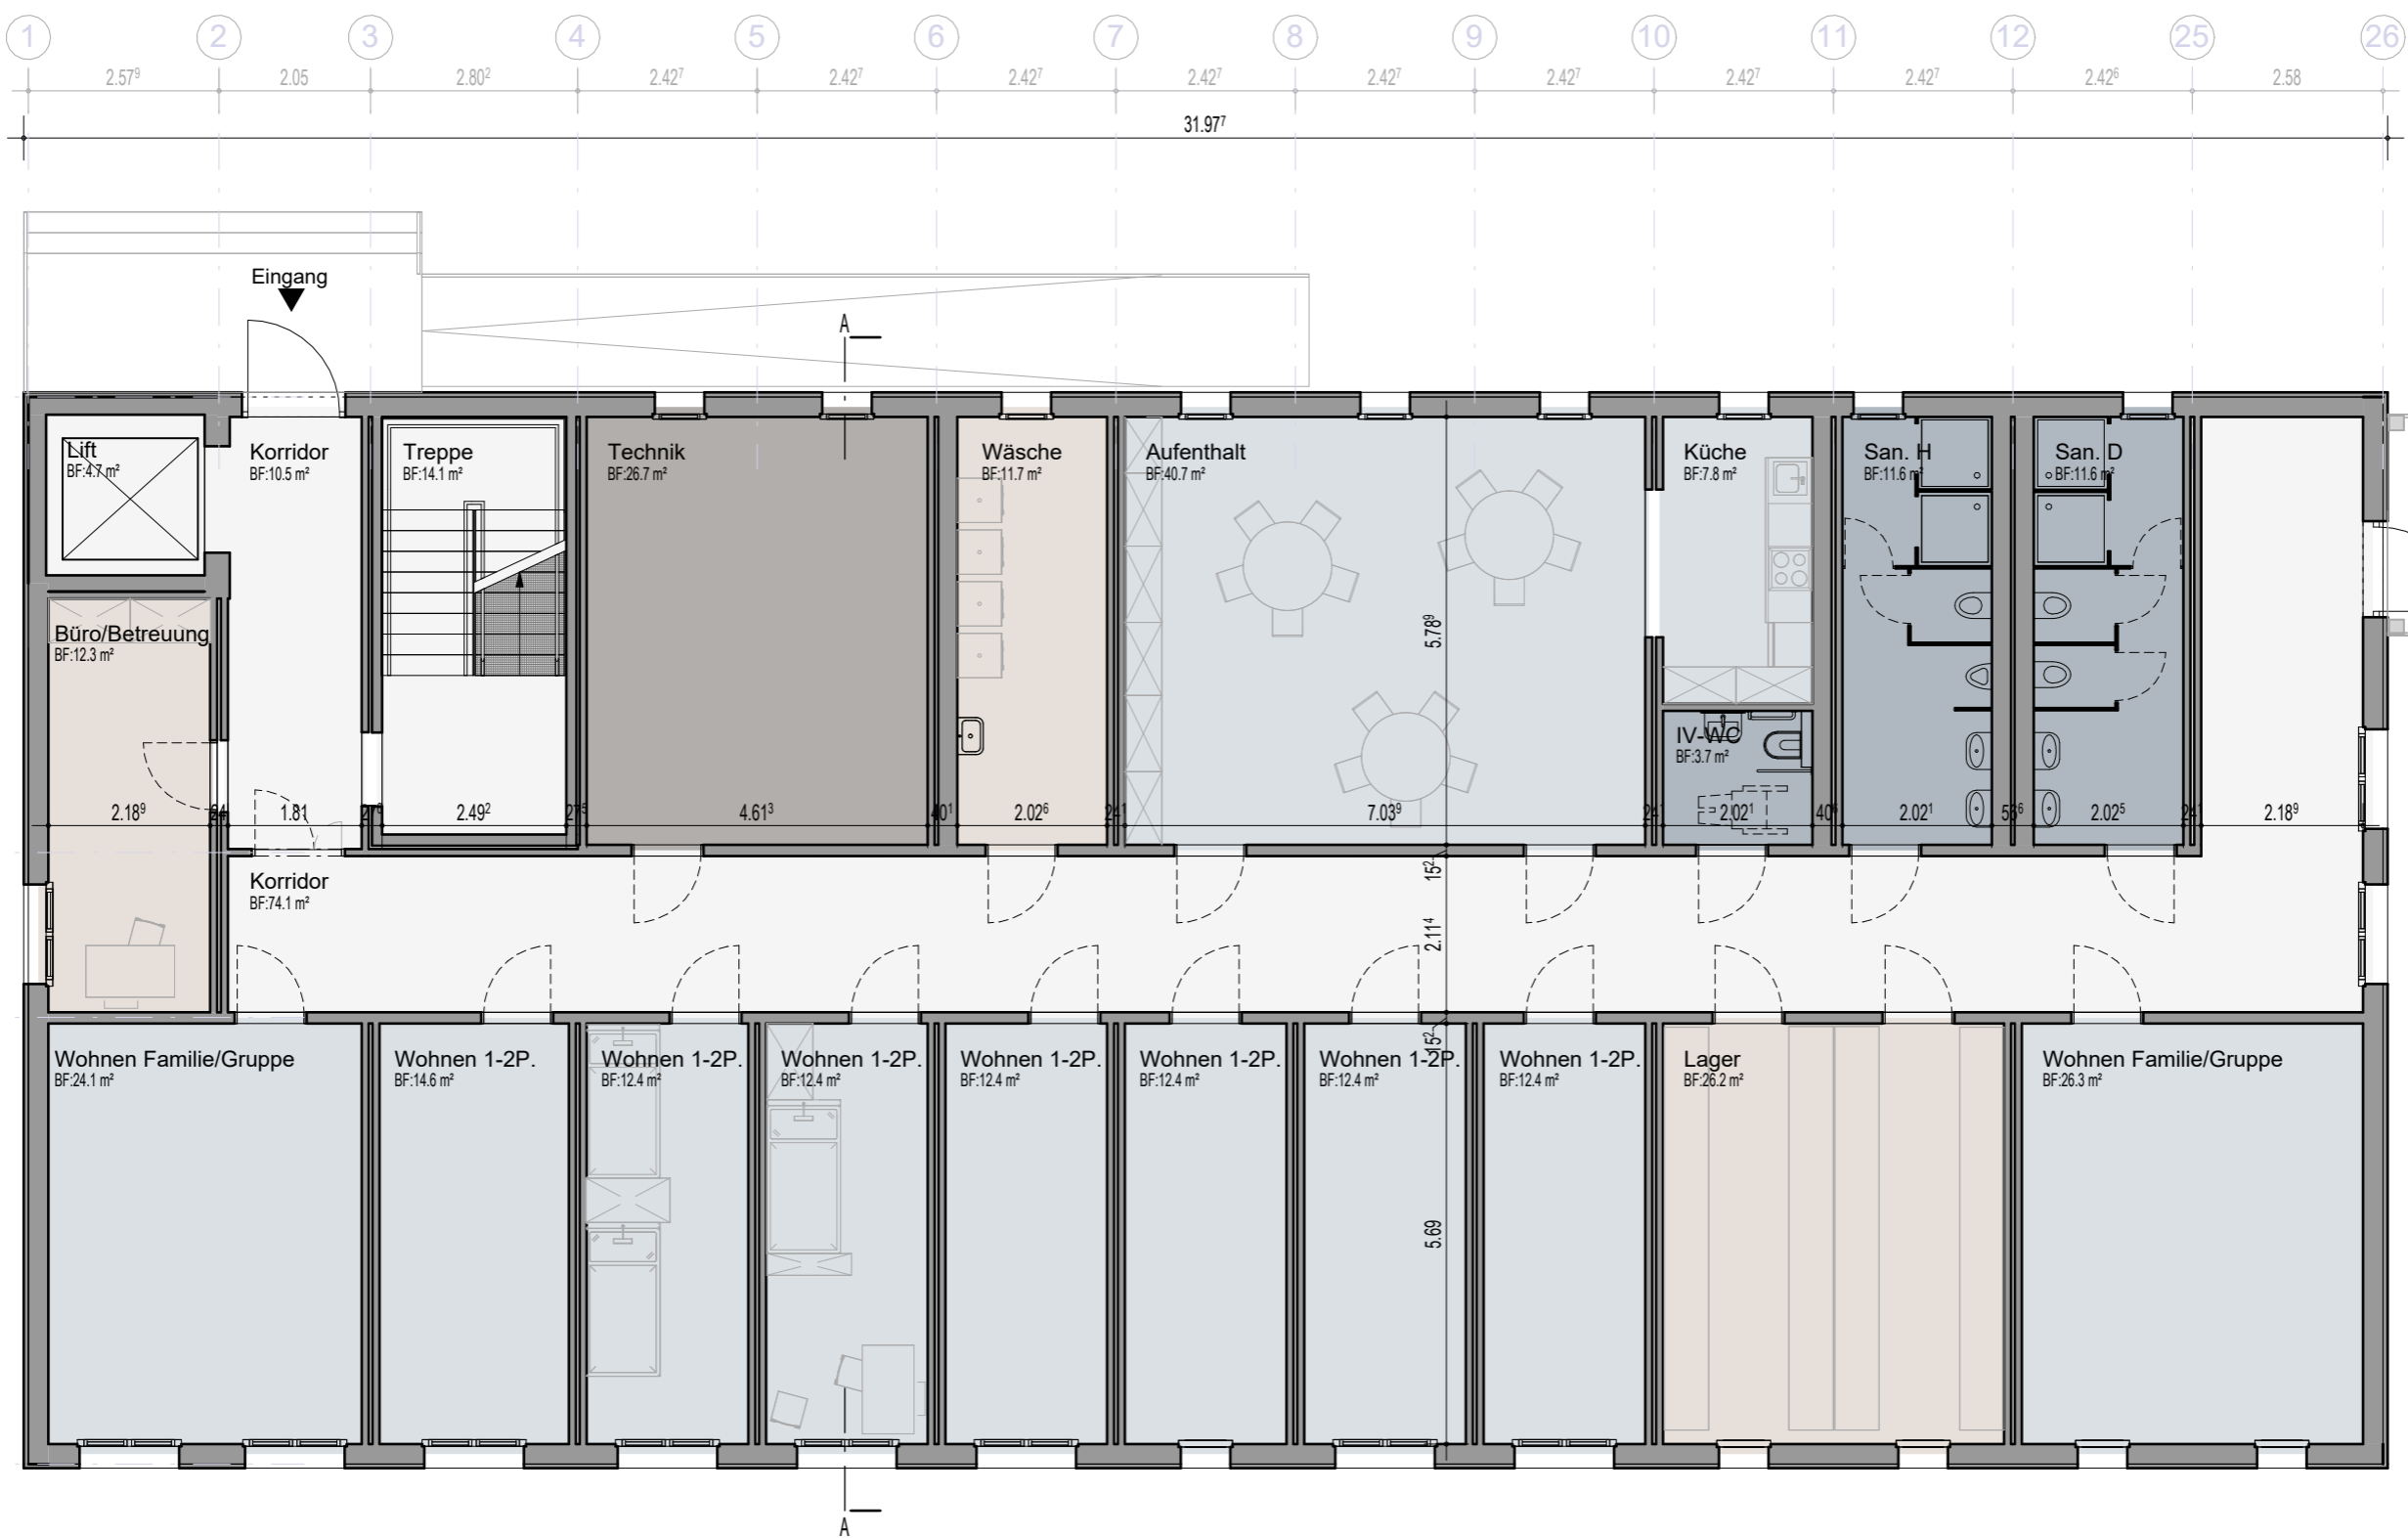 1 2 3 4 5 6 7 8 9 10 11 12 25 26
2.57⁹ 2.05 2.80² 2.42⁷ 2.42⁷ 2.42⁷ 2.42⁷ 2.42⁷ 2.42⁷ 2.42⁷ 2.42⁷ 2.42⁶ 2.58
31.97⁷
Eingang
A
Lift
BF:4.7 m²
Korridor
BF:10.5 m²
Treppe
BF:14.1 m²
Technik
BF:26.7 m²
Wäsche
BF:11.7 m²
Aufenthalt
BF:40.7 m²
Küche
BF:7.8 m²
San. H
BF:11.6 m²
San. D
BF:11.6 m²
Büro/Betreuung
BF:12.3 m²
5.78⁹
IV-WC
BF:3.7 m²
2.18⁹ 24 1.81 2.49² 27⁵ 4.61³ 40¹ 2.02⁶ 24¹ 7.03⁹ 2.02¹ 40⁶ 2.02¹ 56⁶ 2.02⁵ 2.18⁹
15²
Korridor
BF:74.1 m²
2.11⁴
15²
Wohnen Familie/Gruppe
BF:24.1 m²
Wohnen 1-2P.
BF:14.6 m²
Wohnen 1-2P.
BF:12.4 m²
Wohnen 1-2P.
BF:12.4 m²
Wohnen 1-2P.
BF:12.4 m²
Wohnen 1-2P.
BF:12.4 m²
Wohnen 1-2P.
BF:12.4 m²
Wohnen 1-2P.
BF:12.4 m²
Lager
BF:26.2 m²
Wohnen Familie/Gruppe
BF:26.3 m²
5.69
A